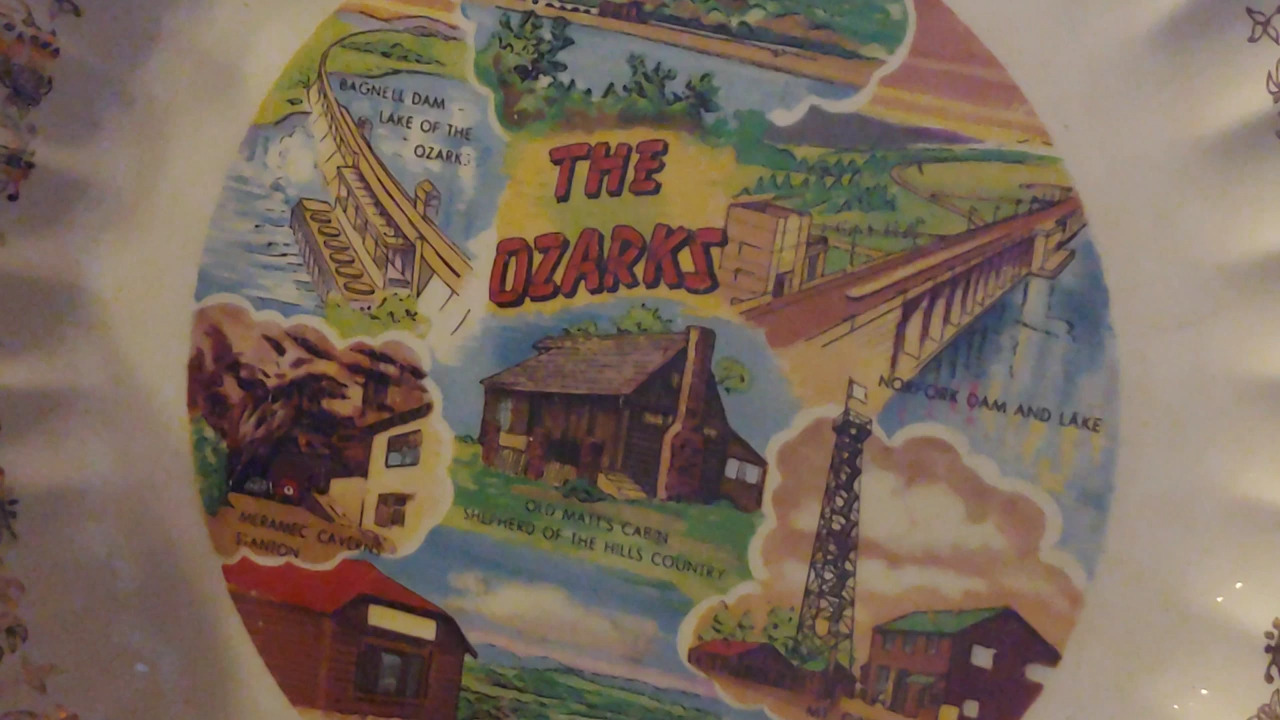 BAGNELL DAM -
LAKE OF THE
OZARKS
THE
OZARKS
NORFORK DAM AND LAKE
OLD MATT'S CABIN
SHEPHERD OF THE HILLS COUNTRY
MERAMEC CAVERNS
STANTON